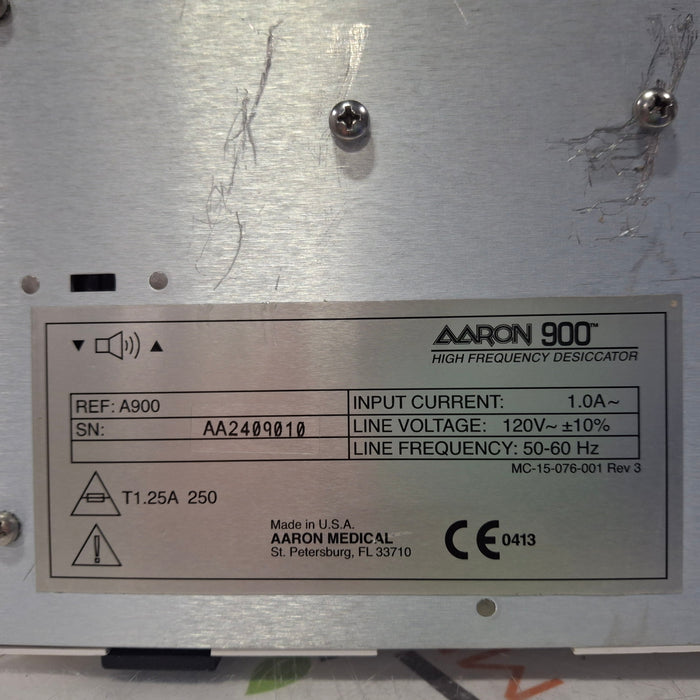 AARON 900™
HIGH FREQUENCY DESICCATOR
REF: A900
SN: AA2409010
INPUT CURRENT: 1.0A~
LINE VOLTAGE: 120V~ ±10%
LINE FREQUENCY: 50-60 Hz
MC-15-076-001 Rev 3
T1.25A 250
Made in U.S.A.
AARON MEDICAL
St. Petersburg, FL 33710
CE 0413